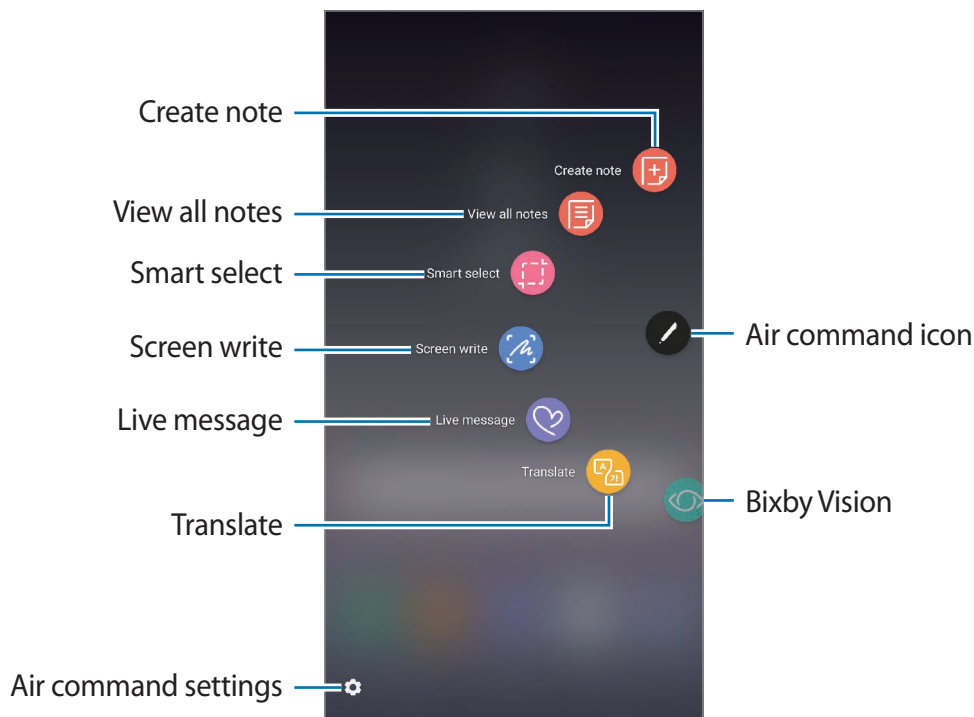 Create note
Create note
View all notes
View all notes
Smart select
Smart select
Screen write
Screen write
Air command icon
Live message
Live message
Translate
Translate
Bixby Vision
Air command settings